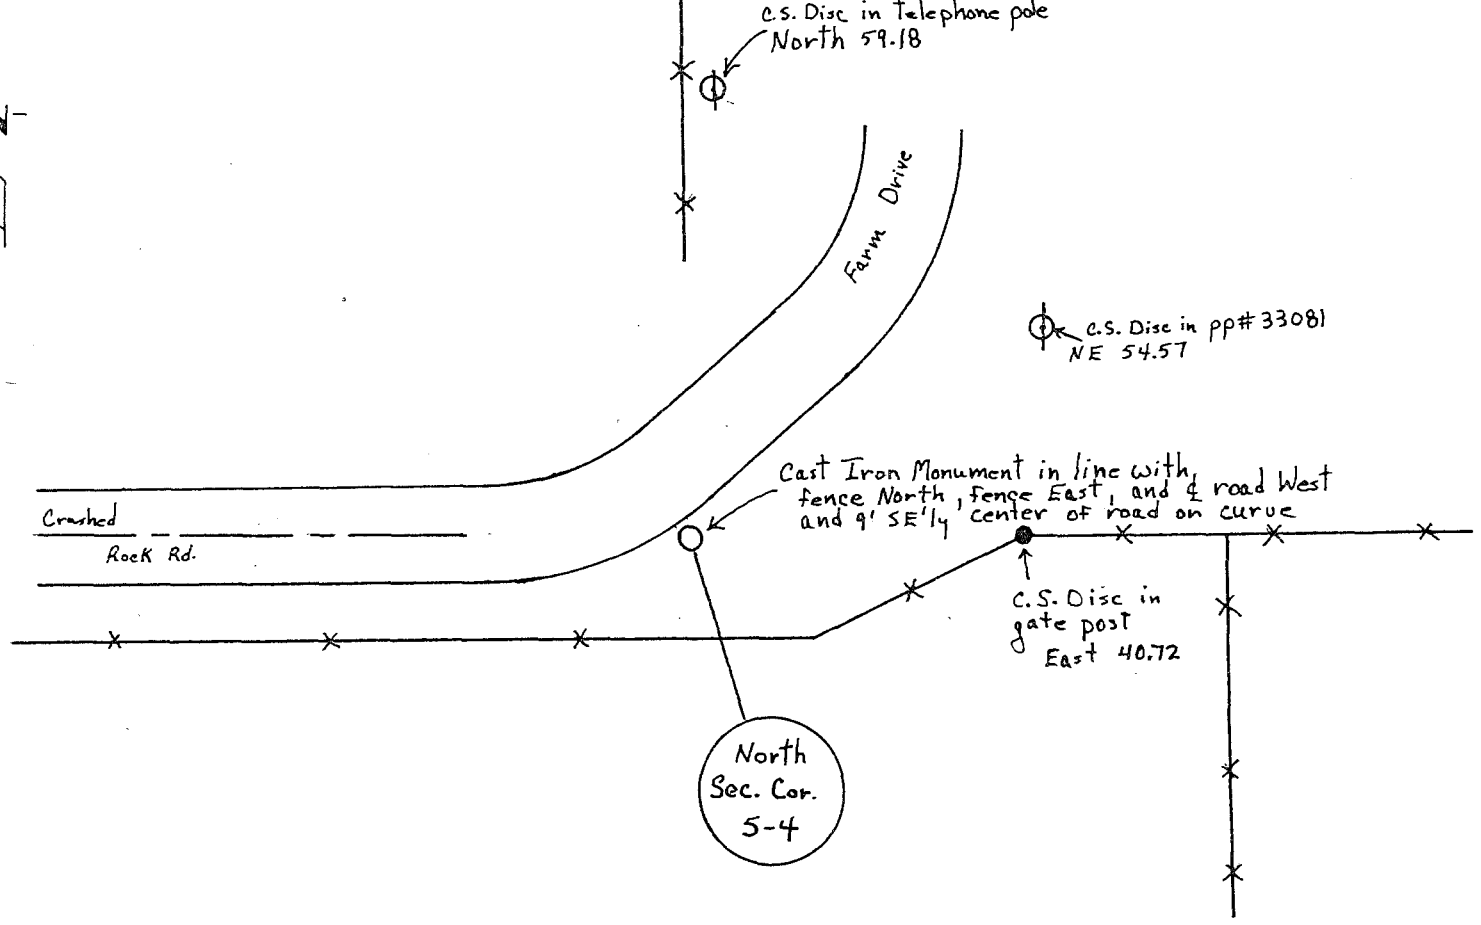 C.S. Disc in telephone pole
North 59.18
Farm Drive
C.S. Disc in pp# 33081
NE 54.57
Cast Iron Monument in line with,
fence North, fence East, and ℄ road West
and 9' SE'ly center of road on curve
Crushed
Rock Rd.
C.S. Disc in
gate post
East 40.72
North
Sec. Cor.
5-4